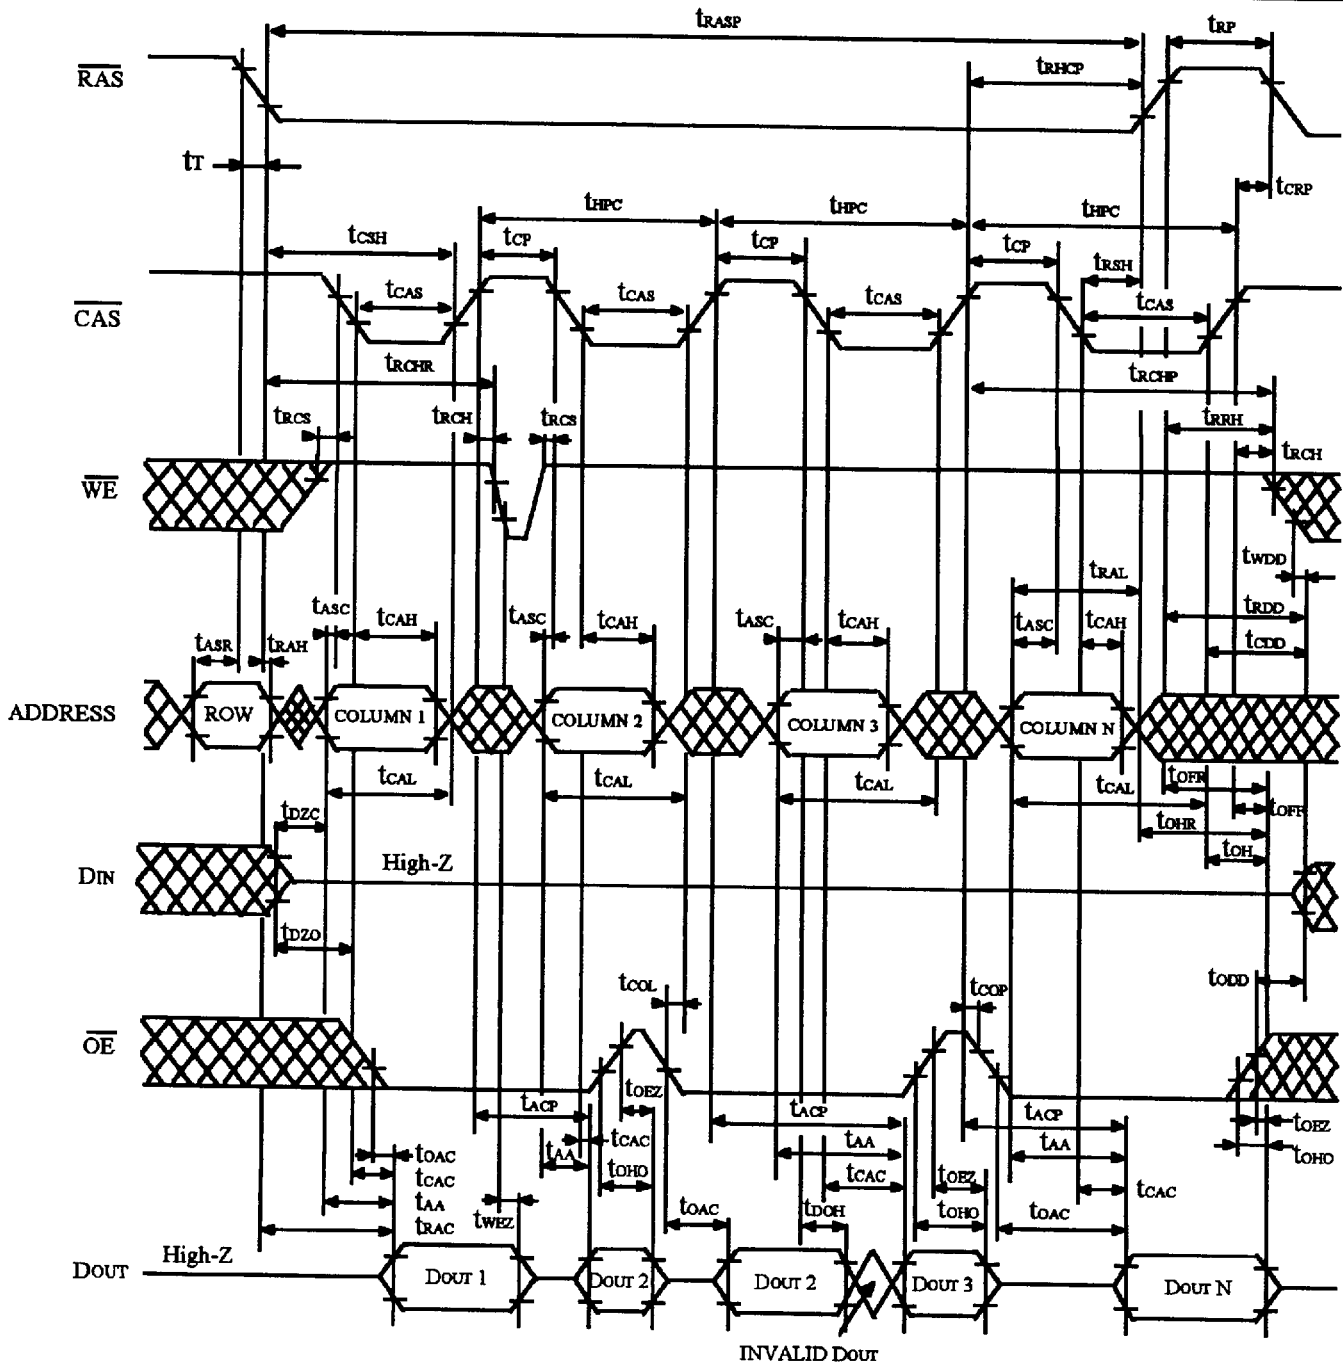 tRASP
tRP
RAS
tRHCP
tT
tCRP
tHPC tHPC tHPC
tCSH tCP tCP tCP
tRSH
CAS
tCAS tCAS tCAS tCAS
tRCHR tRCHP
tRCS tRCH tRCS tRRH
tRCH
WE
tWDD
tRAL
tASC tCAH tASC tCAH tASC tCAH tASC tCAH tRDD
tASR tRAH tCDD
ADDRESS ROW COLUMN 1 COLUMN 2 COLUMN 3 COLUMN N
tCAL tCAL tCAL tCAL tOFR
tOFF
tDZC tOHR
tOH
DIN High-Z
tDZO
tCOL tCOP tODD
OE
tOEZ
tACP tACP tACP
tOEZ
tCAC tAA tAA
tOAC tAA tOHO tCAC tOEZ tOHO
tCAC tCAC
tAA
tRAC tWEZ tOAC tDOH tOHO tOAC
High-Z
DOUT DOUT 1 DOUT 2 DOUT 2 DOUT 3 DOUT N
INVALID DOUT